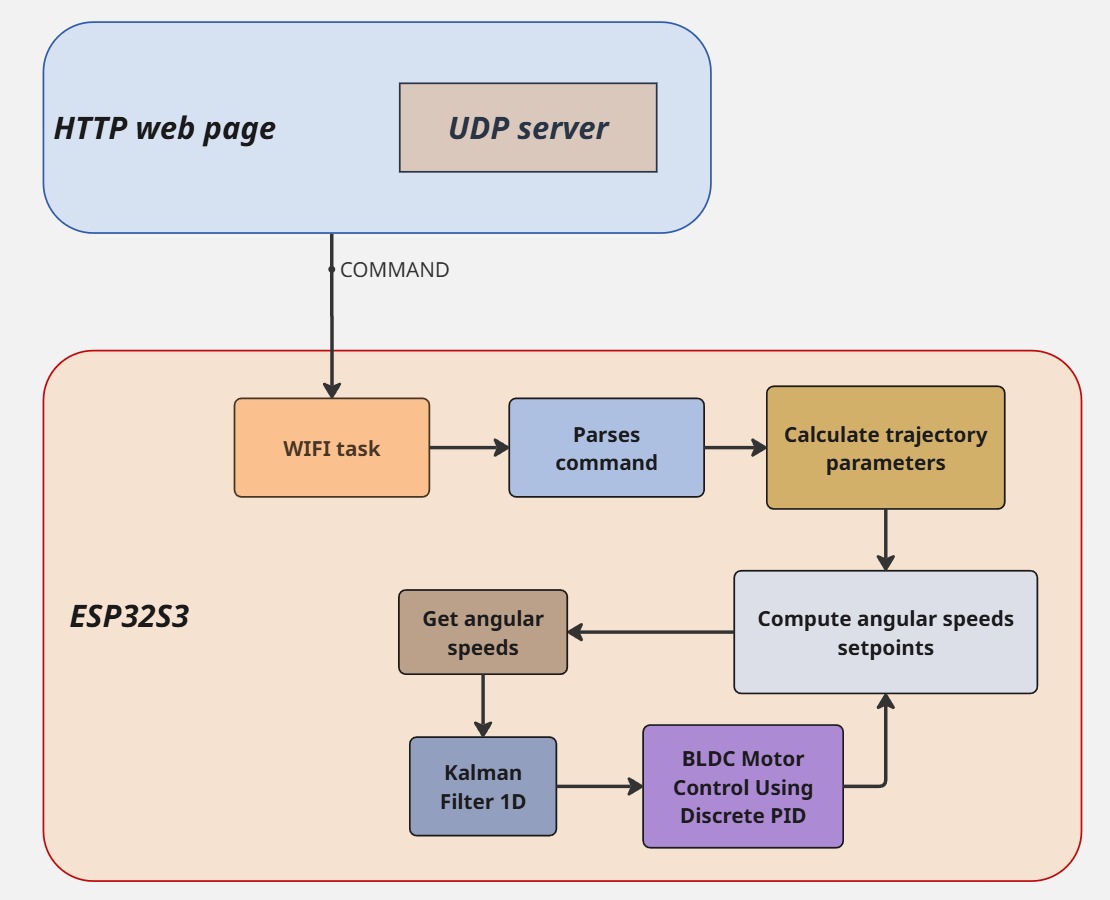 HTTP web page
UDP server
COMMAND
WIFI task
Parses
command
Calculate trajectory
parameters
ESP32S3
Get angular
speeds
Compute angular speeds
setpoints
Kalman
Filter 1D
BLDC Motor
Control Using
Discrete PID